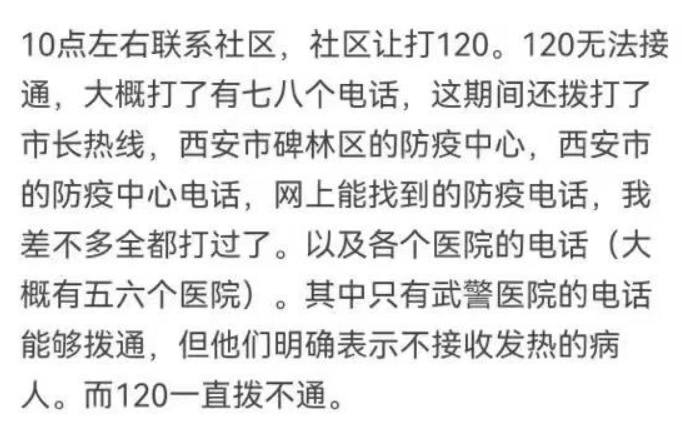 10点左右联系社区，社区让打120。120无法接
通，大概打了有七八个电话，这期间还拨打了
市长热线，西安市碑林区的防疫中心，西安市
的防疫中心电话，网上能找到的防疫电话，我
差不多全都打过了。以及各个医院的电话（大
概有五六个医院）。其中只有武警医院的电话
能够拨通，但他们明确表示不接收发热的病
人。而120一直拨不通。